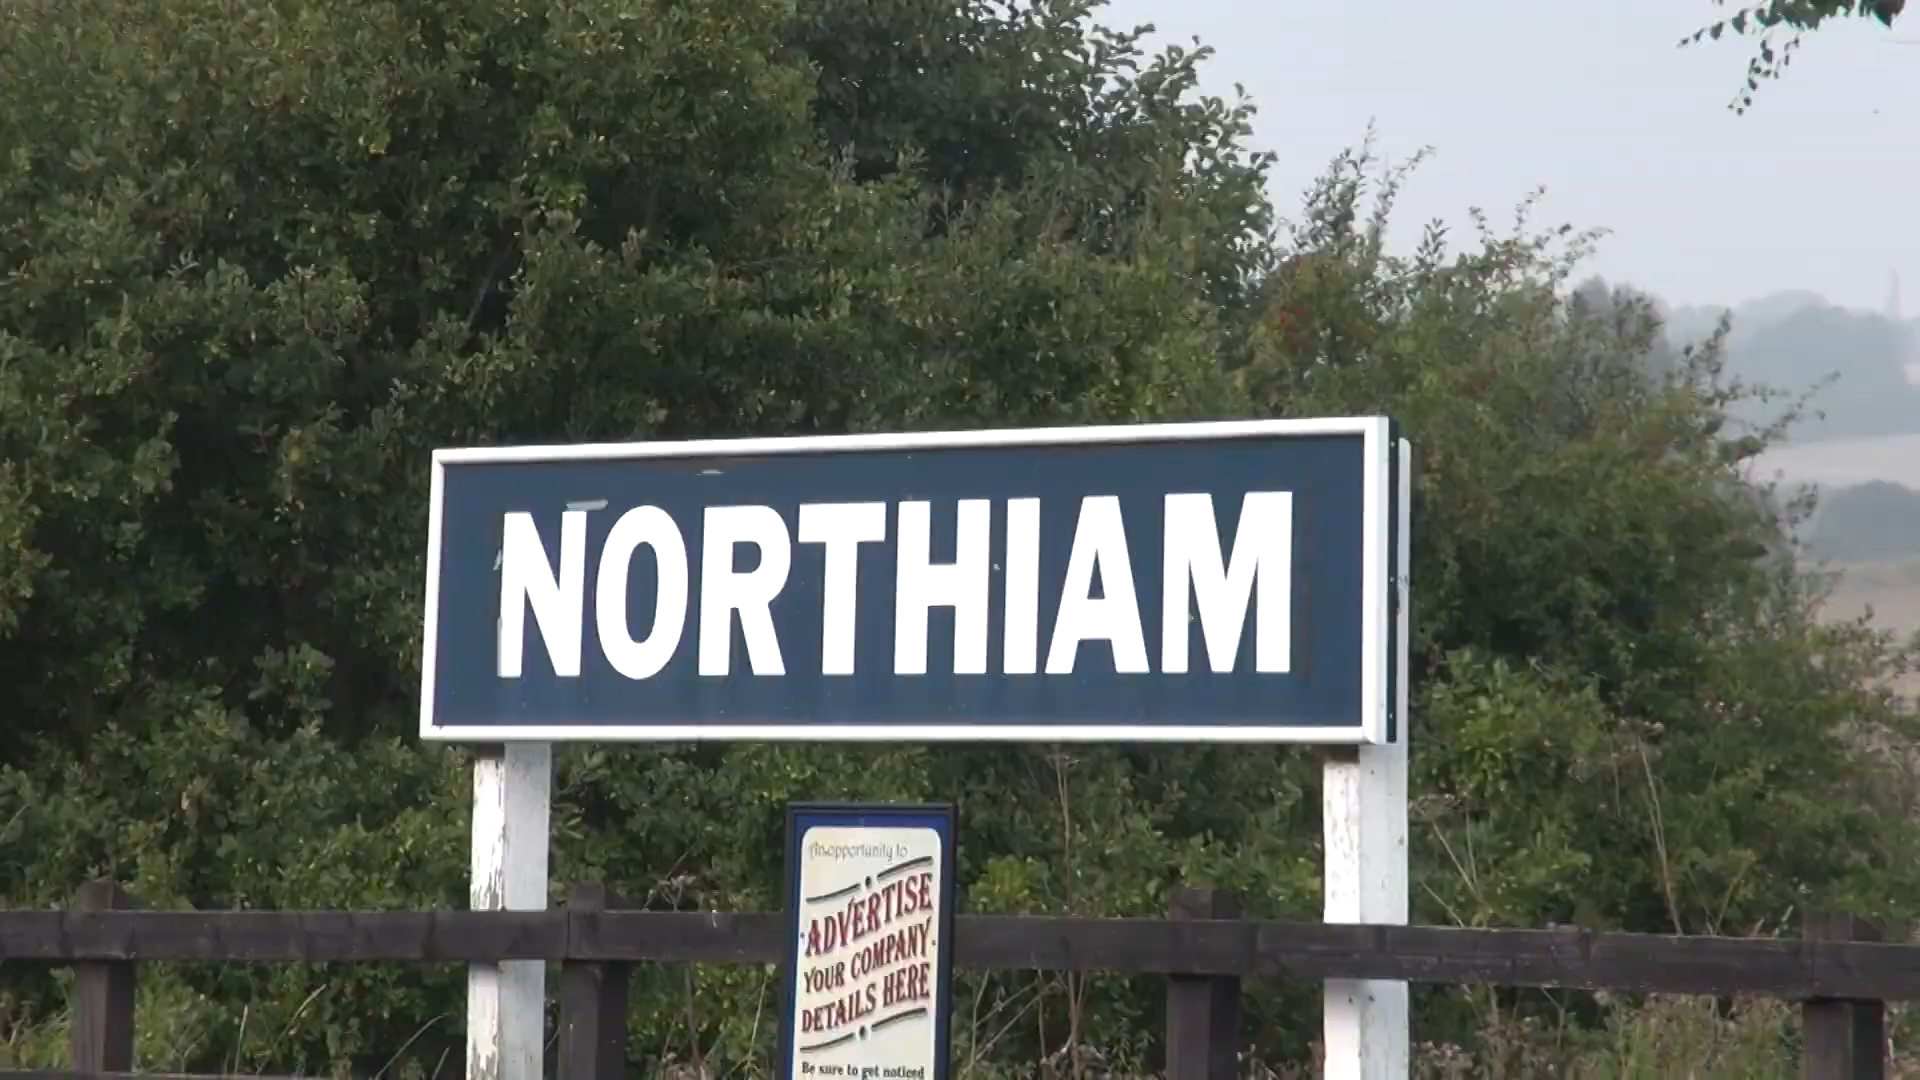 NORTHIAM
An opportunity to
ADVERTISE
YOUR COMPANY
DETAILS HERE
Be sure to get noticed